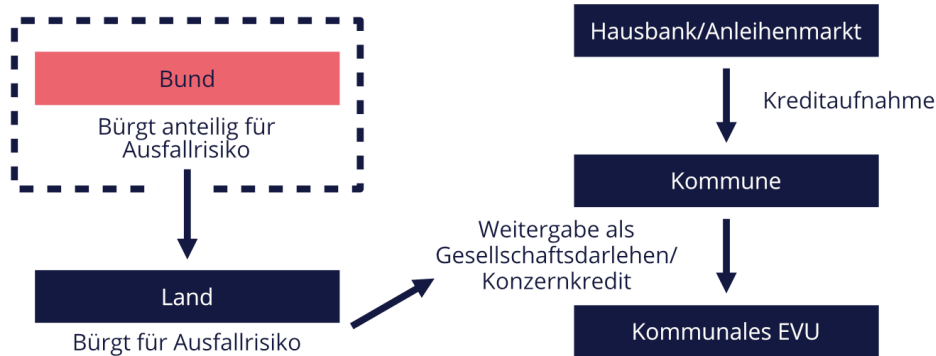 Bund
Bürgt anteilig für
Ausfallrisiko
Land
Bürgt für Ausfallrisiko
Hausbank/Anleihenmarkt
Kreditaufnahme
Kommune
Weitergabe als
Gesellschaftsdarlehen/
Konzernkredit
Kommunales EVU